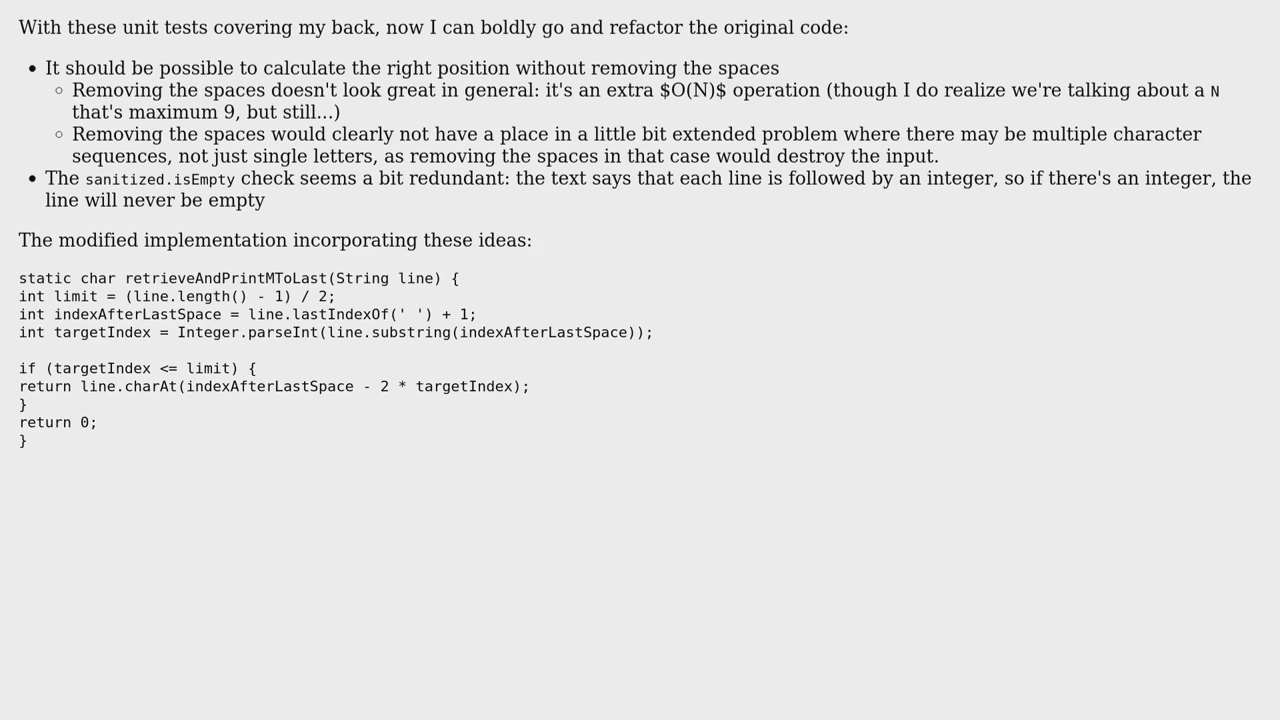 With these unit tests covering my back, now I can boldly go and refactor the original code:
• It should be possible to calculate the right position without removing the spaces
◦ Removing the spaces doesn't look great in general: it's an extra $O(N)$ operation (though I do realize we're talking about a N
that's maximum 9, but still...)
◦ Removing the spaces would clearly not have a place in a little bit extended problem where there may be multiple character
sequences, not just single letters, as removing the spaces in that case would destroy the input.
• The sanitized.isEmpty check seems a bit redundant: the text says that each line is followed by an integer, so if there's an integer, the
line will never be empty
The modified implementation incorporating these ideas:
static char retrieveAndPrintMToLast(String line) {
int limit = (line.length() - 1) / 2;
int indexAfterLastSpace = line.lastIndexOf(' ') + 1;
int targetIndex = Integer.parseInt(line.substring(indexAfterLastSpace));
if (targetIndex <= limit) {
return line.charAt(indexAfterLastSpace - 2 * targetIndex);
}
return 0;
}